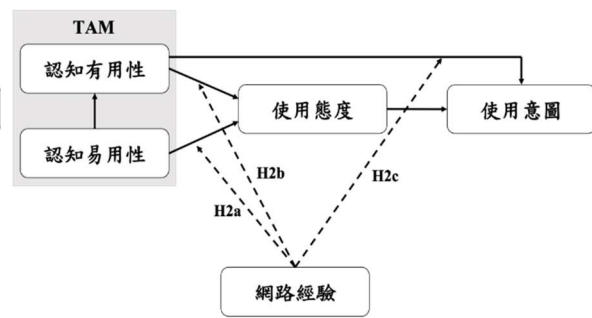 TAM
認知有用性
使用態度
使用意圖
認知易用性
H2b
H2c
H2a
網路經驗